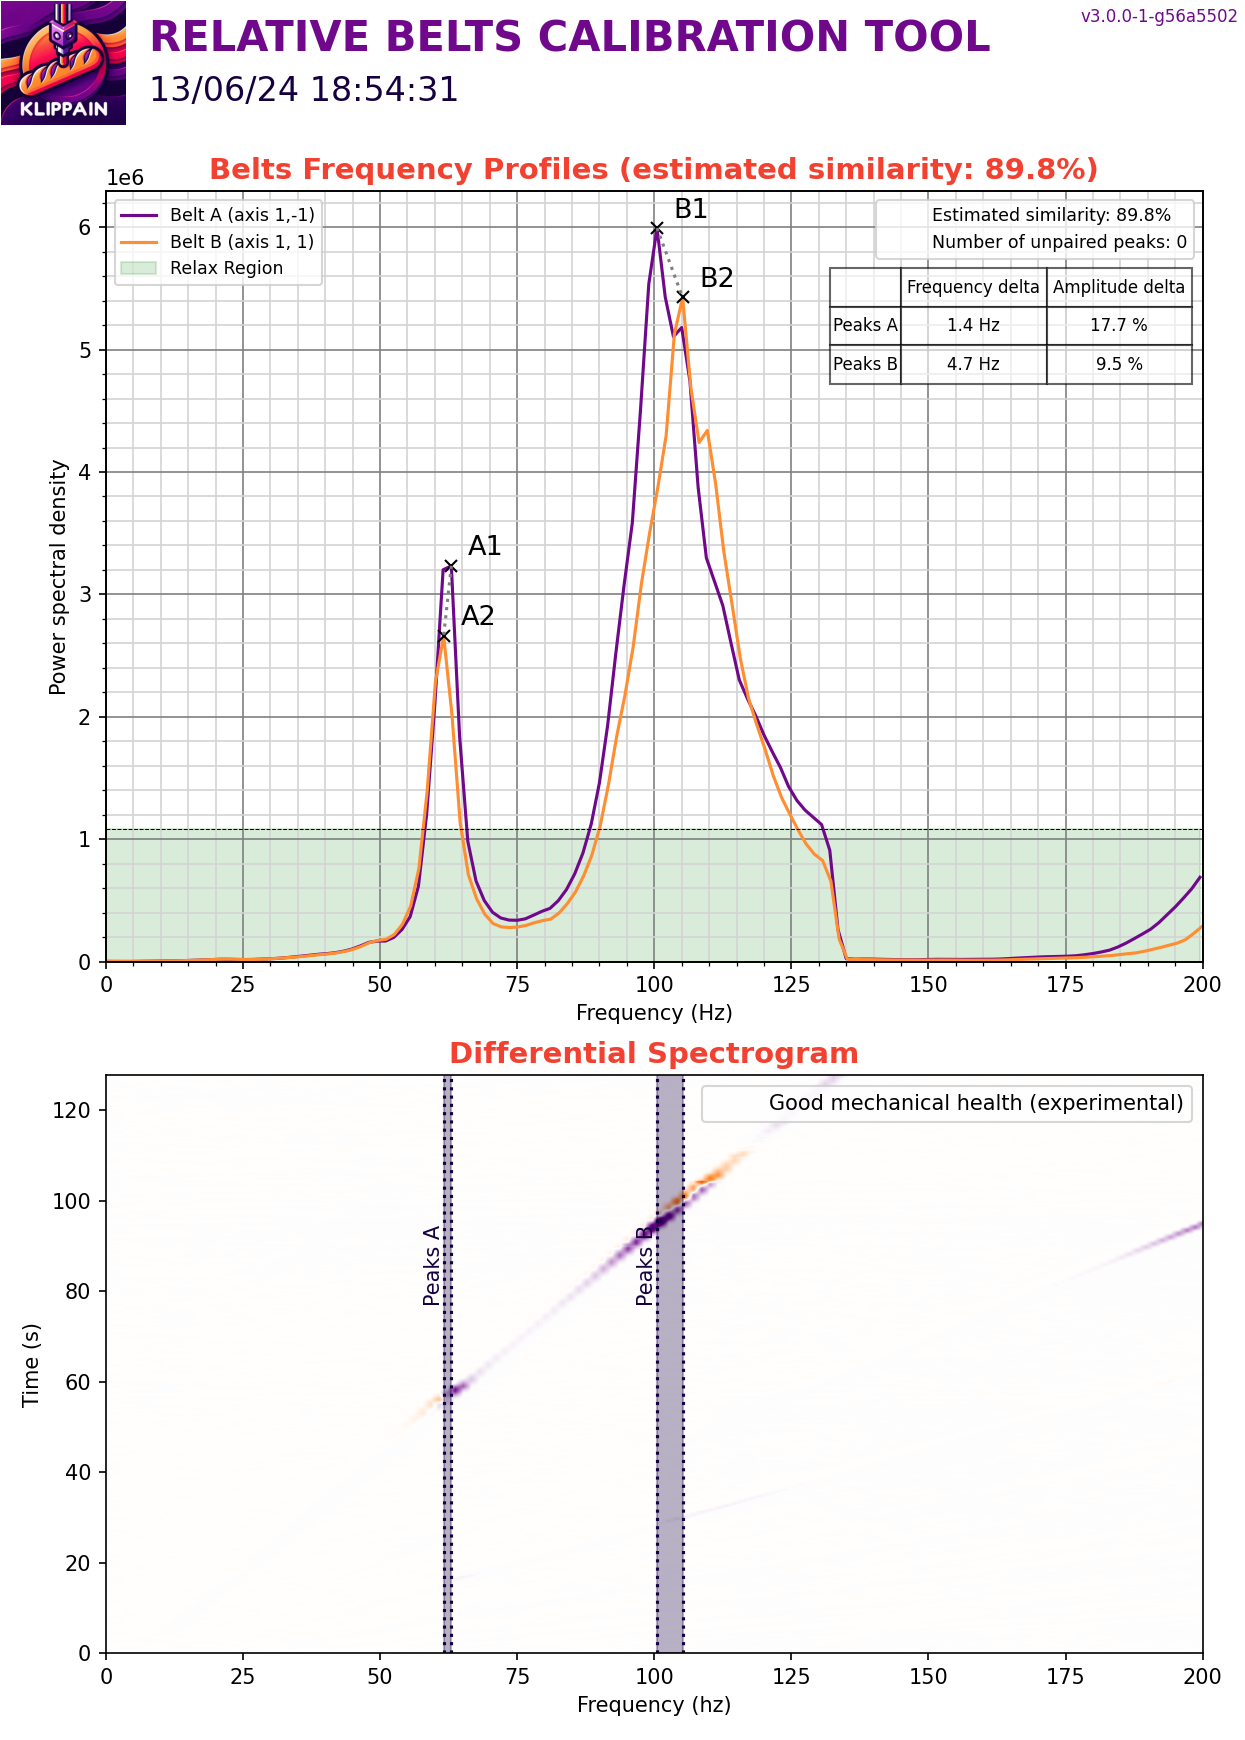 KLIPPAIN
RELATIVE BELTS CALIBRATION TOOL
v3.0.0-1-g56a5502
13/06/24 18:54:31
Belts Frequency Profiles (estimated similarity: 89.8%)
1e6
Belt A (axis 1,-1)
Belt B (axis 1, 1)
Relax Region
Estimated similarity: 89.8%
Number of unpaired peaks: 0
Frequency delta Amplitude delta
Peaks A 1.4 Hz 17.7 %
Peaks B 4.7 Hz 9.5 %
B1
B2
A1
A2
Power spectral density
6
5
4
3
2
1
0
0 25 50 75 100 125 150 175 200
Frequency (Hz)
Differential Spectrogram
Good mechanical health (experimental)
Peaks A
Peaks B
Time (s)
120
100
80
60
40
20
0
0 25 50 75 100 125 150 175 200
Frequency (hz)